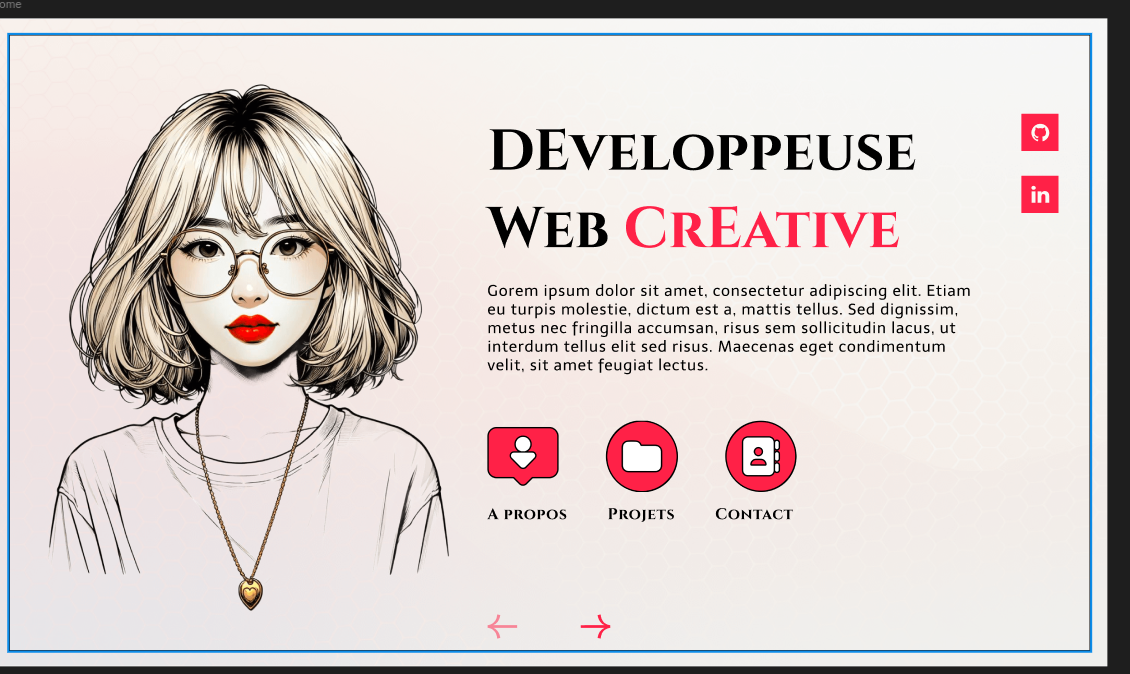 ome
DEveloppeuse
Web CrEative
Gorem ipsum dolor sit amet, consectetur adipiscing elit. Etiam
eu turpis molestie, dictum est a, mattis tellus. Sed dignissim,
metus nec fringilla accumsan, risus sem sollicitudin lacus, ut
interdum tellus elit sed risus. Maecenas eget condimentum
velit, sit amet feugiat lectus.
in
A propos
Projets
Contact